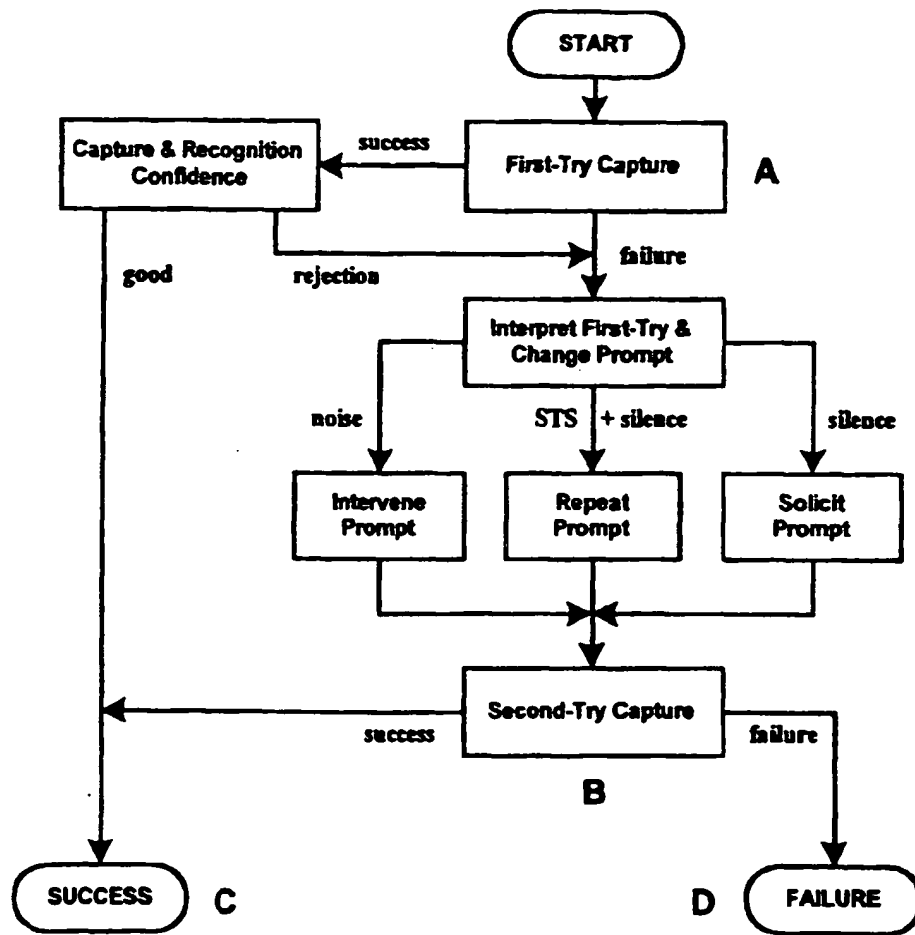 START
Capture & Recognition
Confidence
success
First-Try Capture
A
good
rejection
failure
Interpret First-Try &
Change Prompt
noise
STS + silence
silence
Intervene
Prompt
Repeat
Prompt
Solicit
Prompt
Second-Try Capture
success
failure
B
SUCCESS
C
D
FAILURE